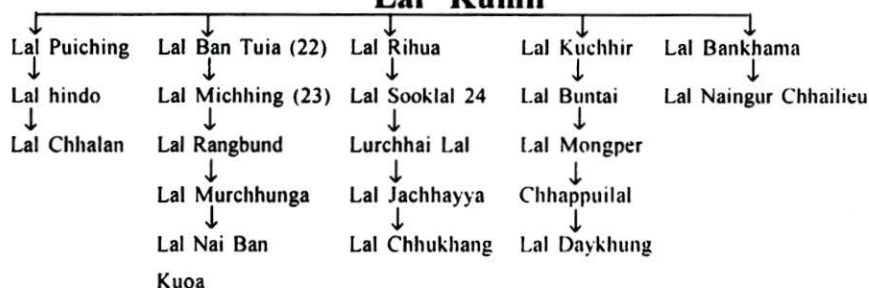 Lal Puiching Lal Ban Tuia (22) Lal Rihua Lal Kuchhir Lal Bankhama
Lal hindo Lal Michhing (23) Lal Sooklal 24 Lal Buntai Lal Naingur Chhailieu
Lal Chhalan Lal Rangbund Lurchhai Lal Lal Mongper
Lal Murchhunga Lal Jachhayya Chhappuilal
Lal Nai Ban Lal Chhukhang Lal Daykhung
Kuoa